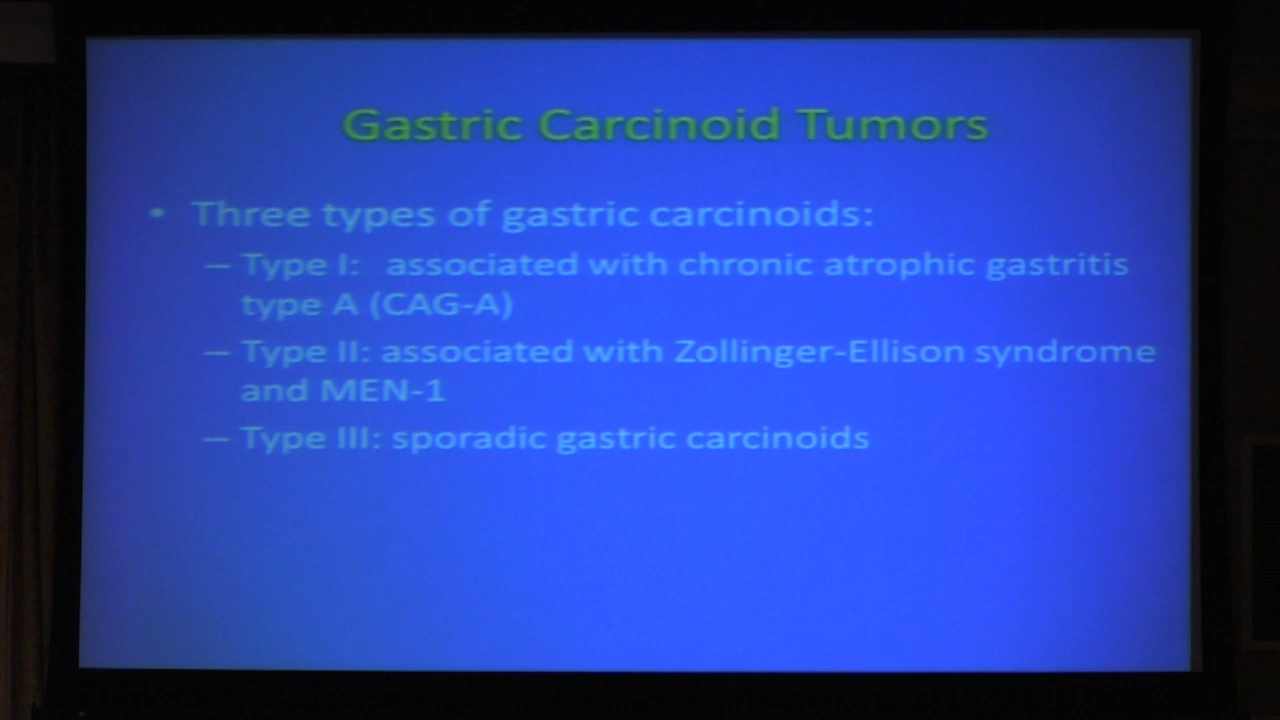 Gastric Carcinoid Tumors
• Three types of gastric carcinoids:
– Type I: associated with chronic atrophic gastritis
type A (CAG-A)
– Type II: associated with Zollinger-Ellison syndrome
and MEN-1
– Type III: sporadic gastric carcinoids